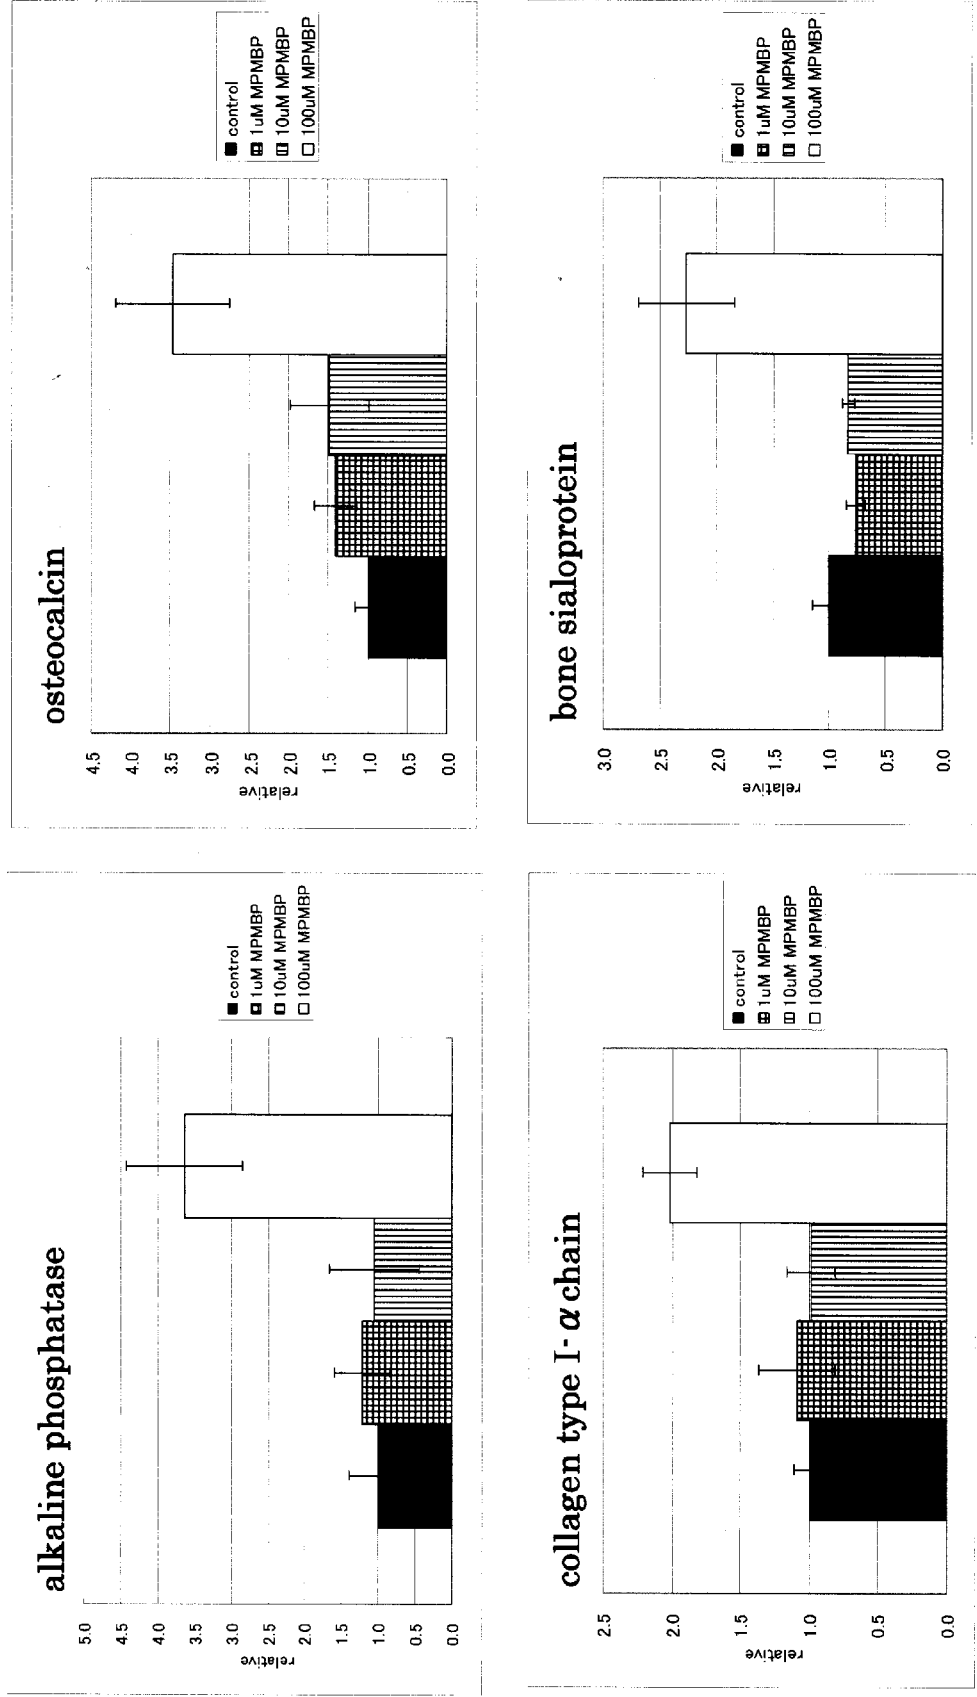 alkaline phosphatase
5.0
4.5
4.0
3.5
3.0
2.5
2.0
1.5
1.0
0.5
0.0
relative
control
1uM MPMBP
10uM MPMBP
100uM MPMBP
osteocalcin
4.5
4.0
3.5
3.0
2.5
2.0
1.5
1.0
0.5
0.0
relative
control
1uM MPMBP
10uM MPMBP
100uM MPMBP
collagen type I-α chain
2.5
2.0
1.5
1.0
0.5
0.0
relative
control
1uM MPMBP
10uM MPMBP
100uM MPMBP
bone sialoprotein
3.0
2.5
2.0
1.5
1.0
0.5
0.0
relative
control
1uM MPMBP
10uM MPMBP
100uM MPMBP